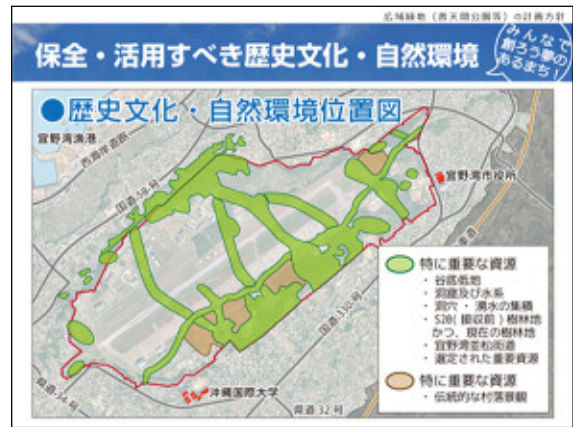 広域緑地（普天間公園等）の計画方針
保全・活用すべき歴史文化・自然環境
みんなで
創ろう夢の
あるまち！
●歴史文化・自然環境位置図
宜野湾漁港
西海岸道路
国道58号
宜野湾市役所
国道330号
沖縄国際大学
県道34号
県道32号
特に重要な資源
・谷底低地
・洞窟及び水系
・洞穴・湧水の集積
・S20(接収前)樹林地
かつ、現在の樹林地
・宜野湾並松街道
・選定された重要資源
特に重要な資源
・伝統的な村落景観